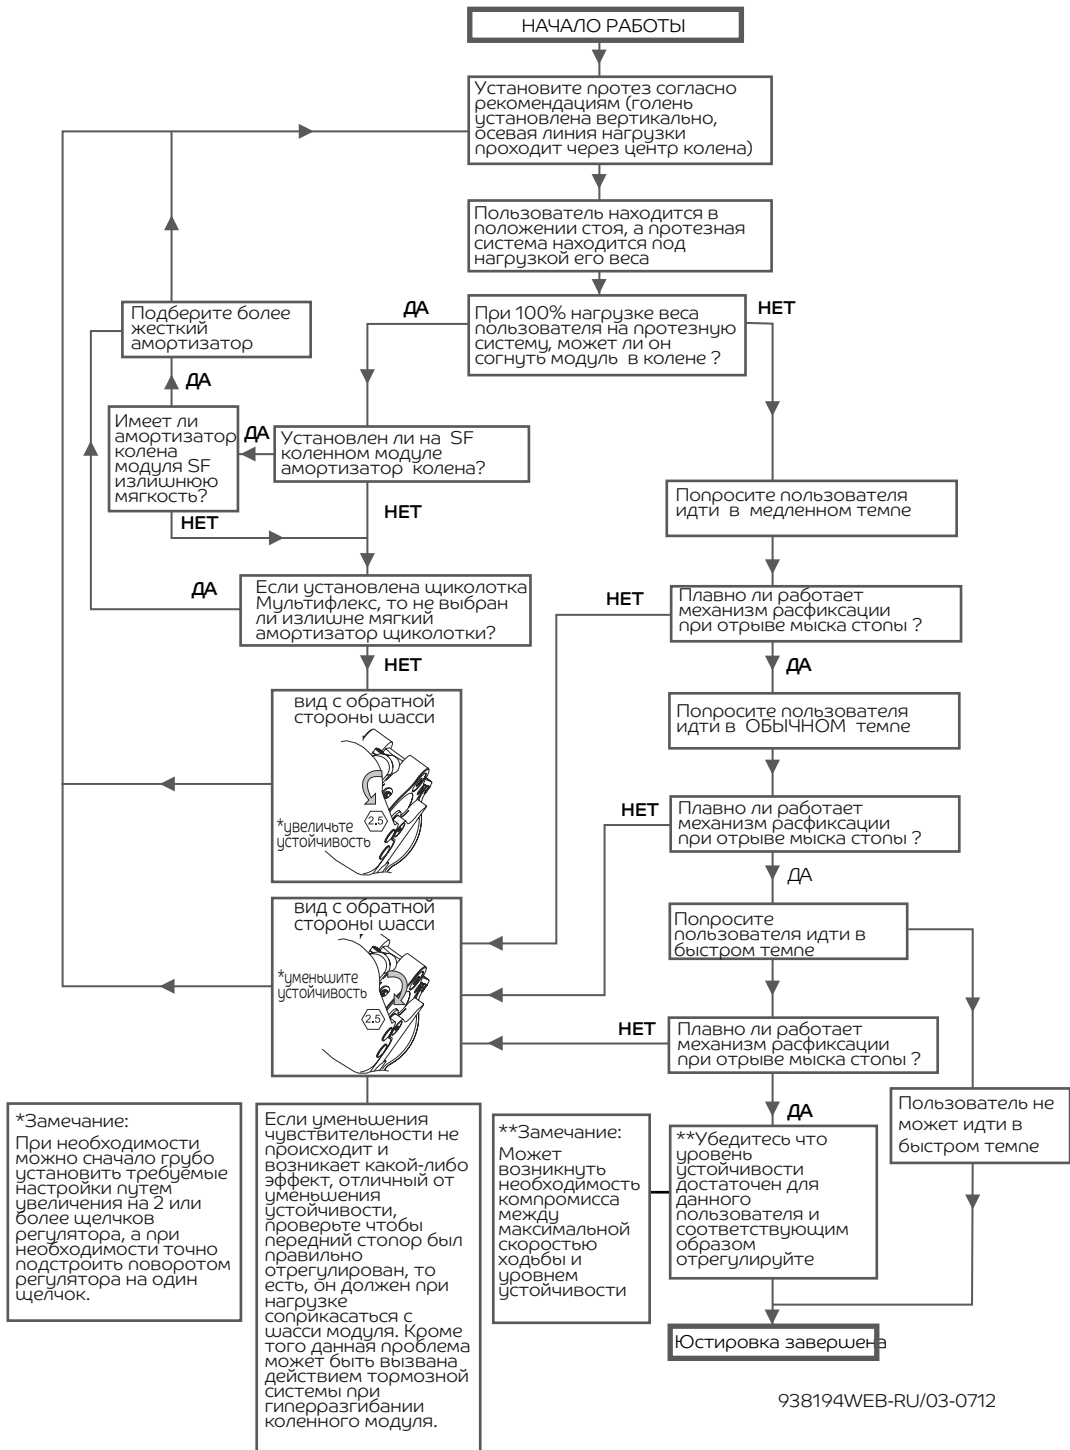 НАЧАЛО РАБОТЫ
Установите протез согласно
рекомендациям (голень
установлена вертикально,
осевая линия нагрузки
проходит через центр колена)
Пользователь находится в
положении стоя, а протезная
система находится под
нагрузкой его веса
При 100% нагрузке веса
пользователя на протезную
систему, может ли он
согнуть модуль в колене ?
ДА
НЕТ
Подберите более
жесткий
амортизатор
ДА
Имеет ли
амортизатор
колена
модуля SF
излишнюю
мягкость?
ДА
Установлен ли на SF
коленном модуле
амортизатор колена?
НЕТ
НЕТ
Попросите пользователя
идти в медленном темпе
ДА
Если установлена щиколотка
Мультифлекс, то не выбран
ли излишне мягкий
амортизатор щиколотки?
НЕТ
НЕТ
Плавно ли работает
механизм расфиксации
при отрыве мыска стопы ?
ДА
вид с обратной
стороны шасси
*увеличьте
устойчивость
2.5
Попросите пользователя
идти в ОБЫЧНОМ темпе
НЕТ
Плавно ли работает
механизм расфиксации
при отрыве мыска стопы ?
ДА
вид с обратной
стороны шасси
*уменьшите
устойчивость
2.5
Попросите
пользователя идти в
быстром темпе
НЕТ
Плавно ли работает
механизм расфиксации
при отрыве мыска стопы ?
ДА
Пользователь не
может идти в
быстром темпе
*Замечание:
При необходимости
можно сначало грубо
установить требуемые
настройки путем
увеличения на 2 или
более щелчков
регулятора, а при
необходимости точно
подстроить поворотом
регулятора на один
щелчок.
Если уменьшения
чувствительности не
происходит и
возникает какой-либо
эффект, отличный от
уменьшения
устойчивости,
проверьте чтобы
передний стопор был
правильно
отрегулирован, то
есть, он должен при
нагрузке
соприкасаться с
шасси модуля. Кроме
того данная проблема
может быть вызвана
действием тормозной
системы при
гиперразгибании
коленного модуля.
**Замечание:
Может
возникнуть
необходимость
компромисса
между
максимальной
скоростью
ходьбы и
уровнем
устойчивости
**Убедитесь что
уровень
устойчивости
достаточен для
данного
пользователя и
соответствующим
образом
отрегулируйте
Юстировка завершена
938194WEB-RU/03-0712